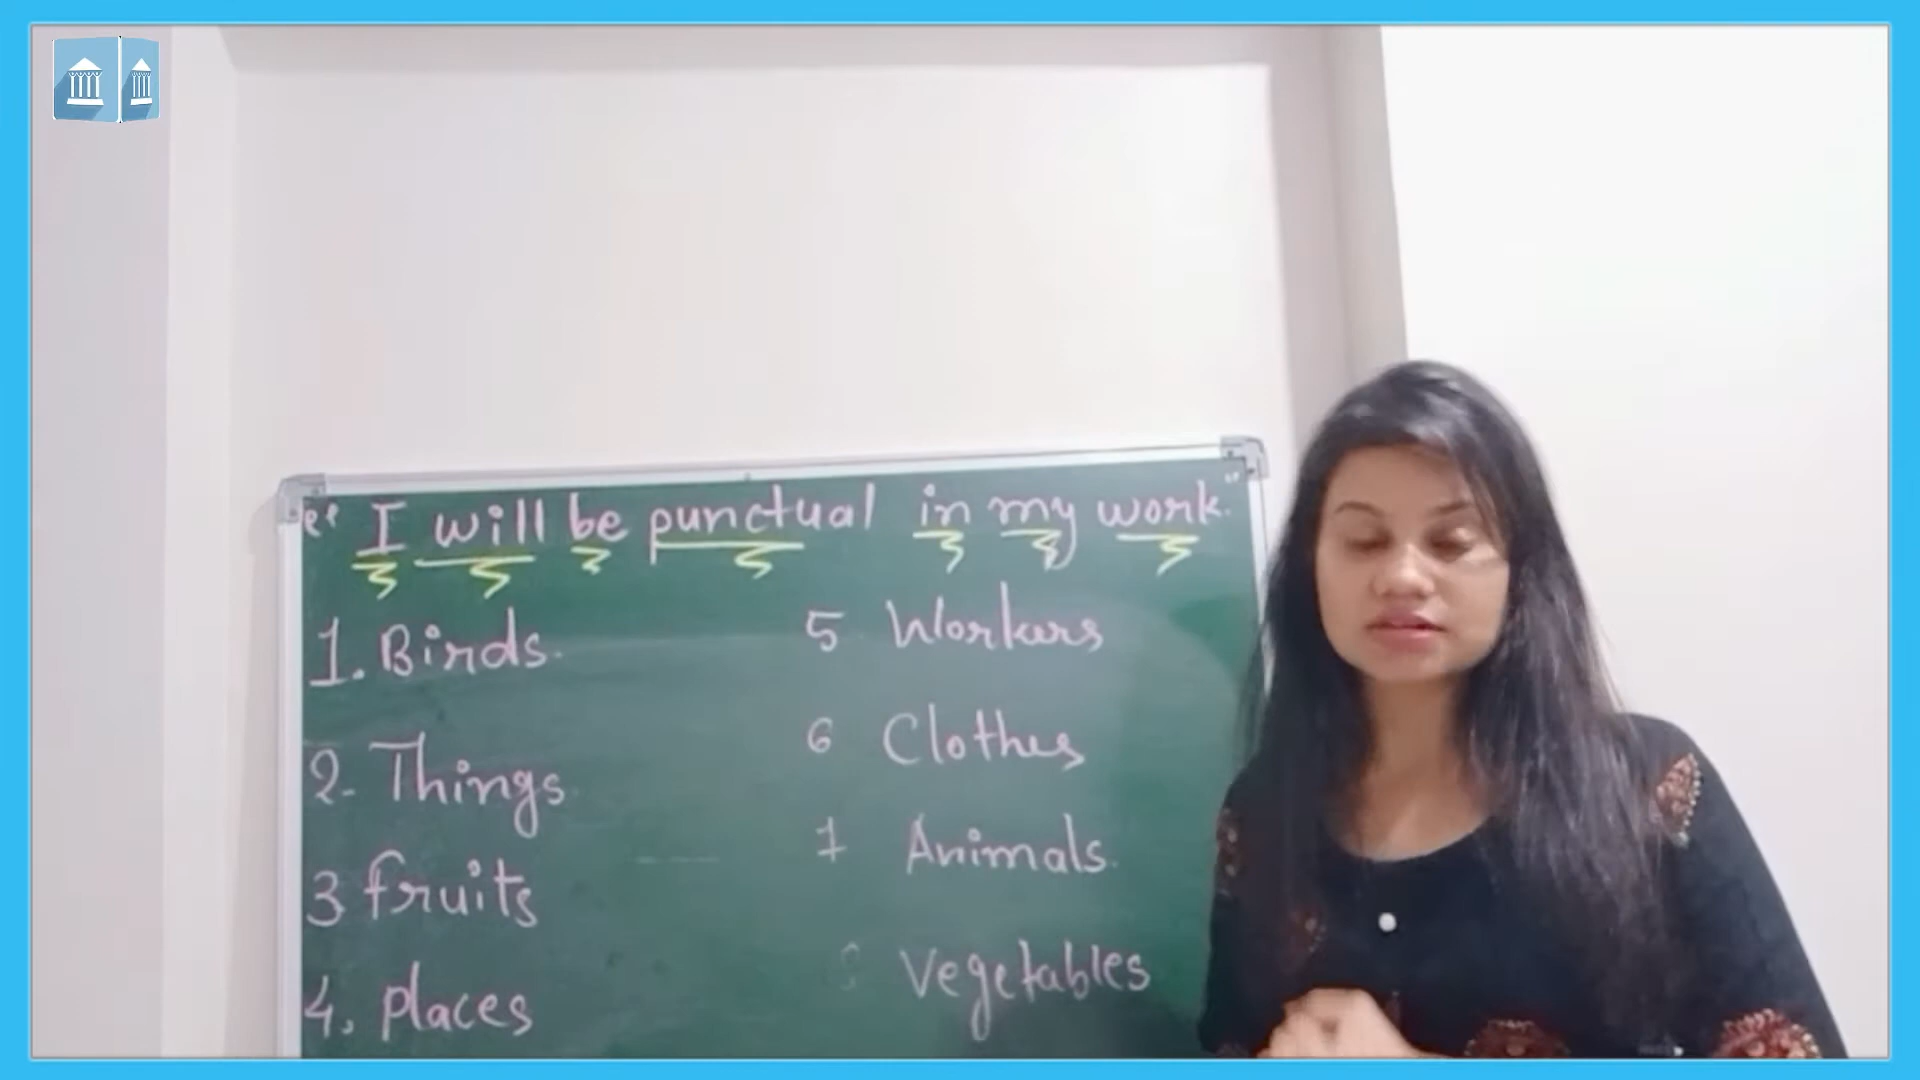 " I will be punctual in my work."
1. Birds.
2- Things
3 fruits
4. places
5 Workers
6 Clothes
7 Animals.
8 Vegetables